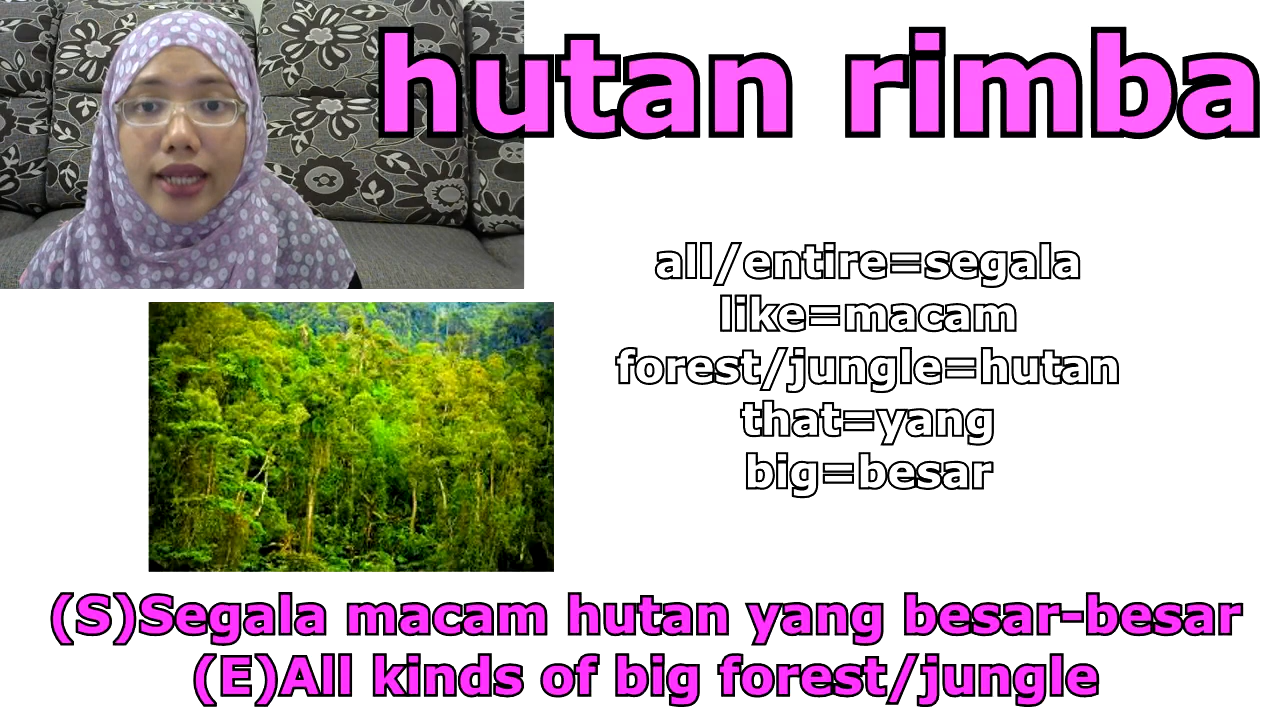 hutan rimba
all/entire=segala
like=macam
forest/jungle=hutan
that=yang
big=besar
(S)Segala macam hutan yang besar-besar
(E)All kinds of big forest/jungle